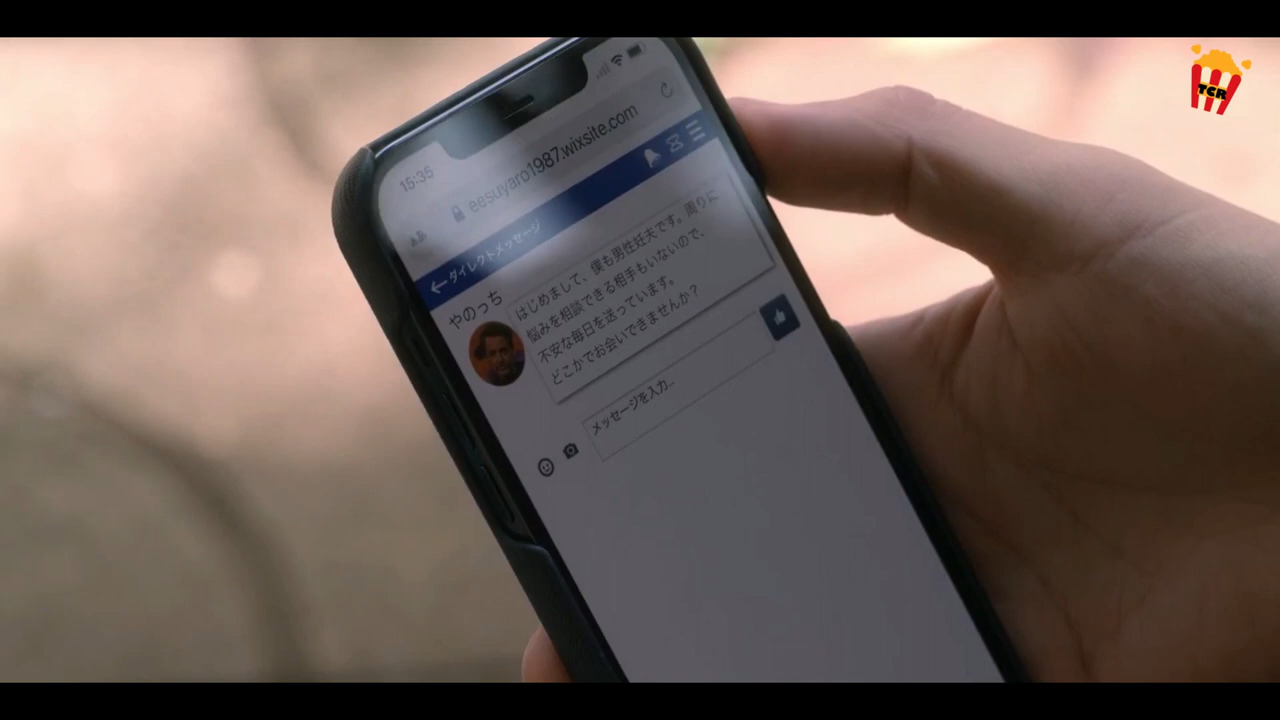 TCR
15:35
eesuyaro1987.wixsite.com
ダイレクトメッセージ
やのっち
はじめまして、僕も男性妊夫です。周りに
悩みを相談できる相手もいないので、
不安な毎日を送っています。
どこかでお会いできませんか？
メッセージを入力..